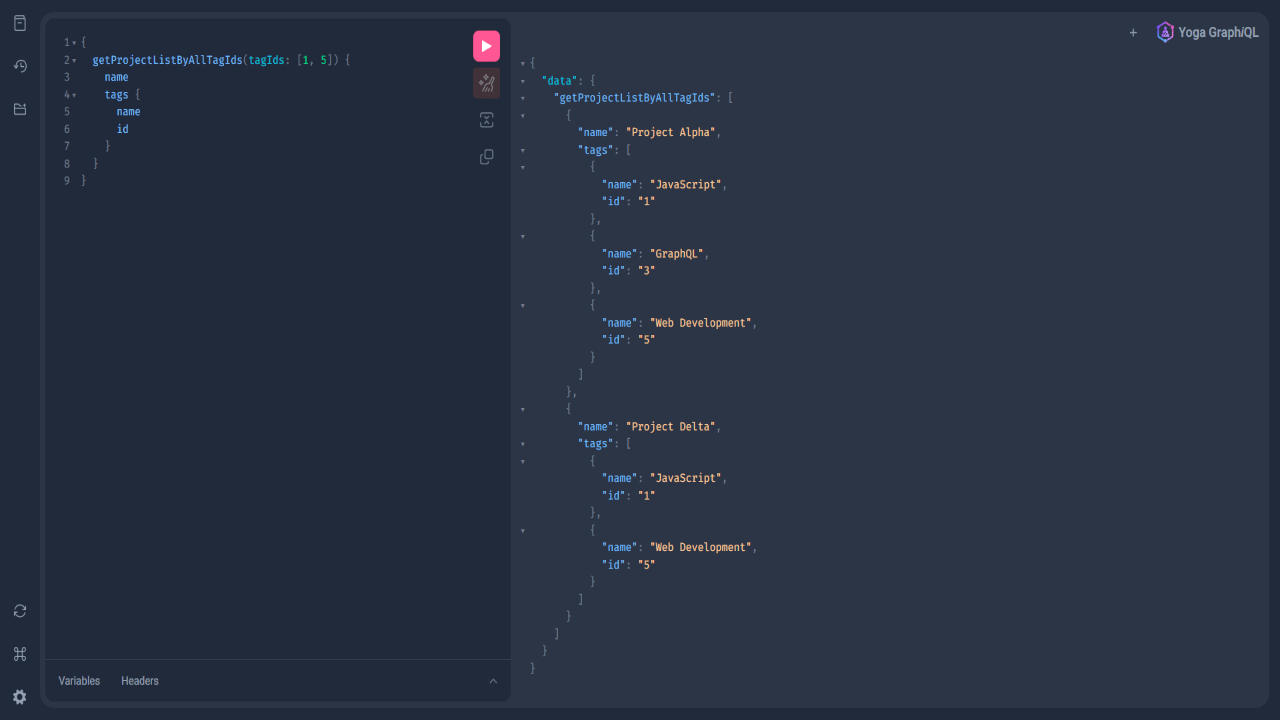 1 {
2   getProjectListByAllTagIds(tagIds: [1, 5]) {
3     name
4     tags {
5       name
6       id
7     }
8   }
9 }
Variables Headers
+ Yoga GraphiQL
{
  "data": {
    "getProjectListByAllTagIds": [
      {
        "name": "Project Alpha",
        "tags": [
          {
            "name": "JavaScript",
            "id": "1"
          },
          {
            "name": "GraphQL",
            "id": "3"
          },
          {
            "name": "Web Development",
            "id": "5"
          }
        ]
      },
      {
        "name": "Project Delta",
        "tags": [
          {
            "name": "JavaScript",
            "id": "1"
          },
          {
            "name": "Web Development",
            "id": "5"
          }
        ]
      }
    ]
  }
}